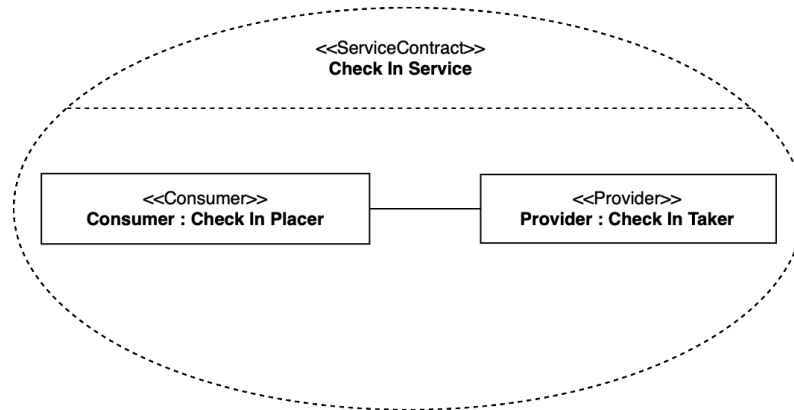 <<ServiceContract>>
Check In Service
<<Consumer>>
Consumer : Check In Placer
<<Provider>>
Provider : Check In Taker